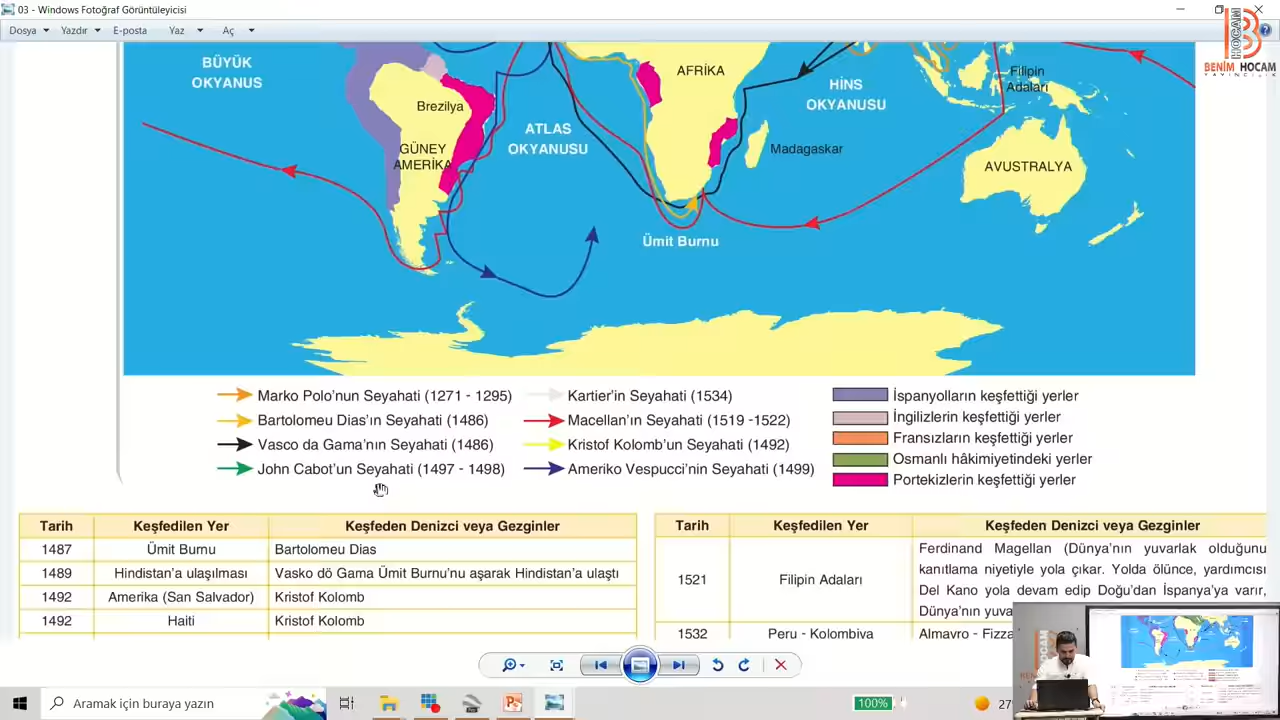 03 - Windows Fotoğraf Görüntüleyicisi
Dosya Yazdır E-posta Yaz Aç
BENİM HOCAM
YAYINCILIK
BÜYÜK
OKYANUS
Brezilya
GÜNEY
AMERİKA
ATLAS
OKYANUSU
AFRİKA
HİNS
OKYANUSU
Madagaskar
Filipin
Adaları
AVUSTRALYA
Ümit Burnu
Marko Polo'nun Seyahati (1271 - 1295)
Bartolomeu Dias'ın Seyahati (1486)
Vasco da Gama'nın Seyahati (1486)
John Cabot'un Seyahati (1497 - 1498)
Kartier'in Seyahati (1534)
Macellan'ın Seyahati (1519 -1522)
Kristof Kolomb'un Seyahati (1492)
Ameriko Vespucci'nin Seyahati (1499)
İspanyolların keşfettiği yerler
İngilizlerin keşfettiği yerler
Fransızların keşfettiği yerler
Osmanlı hâkimiyetindeki yerler
Portekizlerin keşfettiği yerler
Tarih Keşfedilen Yer Keşfeden Denizci veya Gezginler
1487 Ümit Burnu Bartolomeu Dias
1489 Hindistan'a ulaşılması Vasko dö Gama Ümit Burnu'nu aşarak Hindistan'a ulaştı
1492 Amerika (San Salvador) Kristof Kolomb
1492 Haiti Kristof Kolomb
Tarih Keşfedilen Yer Keşfeden Denizci veya Gezginler
1521 Filipin Adaları Ferdinand Magellan (Dünya'nın yuvarlak olduğunu
kanıtlama niyetiyle yola çıkar. Yolda ölünce, yardımcısı
Del Kano yola devam edip Doğu'dan İspanya'ya varır,
Dünya'nın
1532 Peru - Kolombiya Almavro -
Aramak için buraya yazın
100%
27